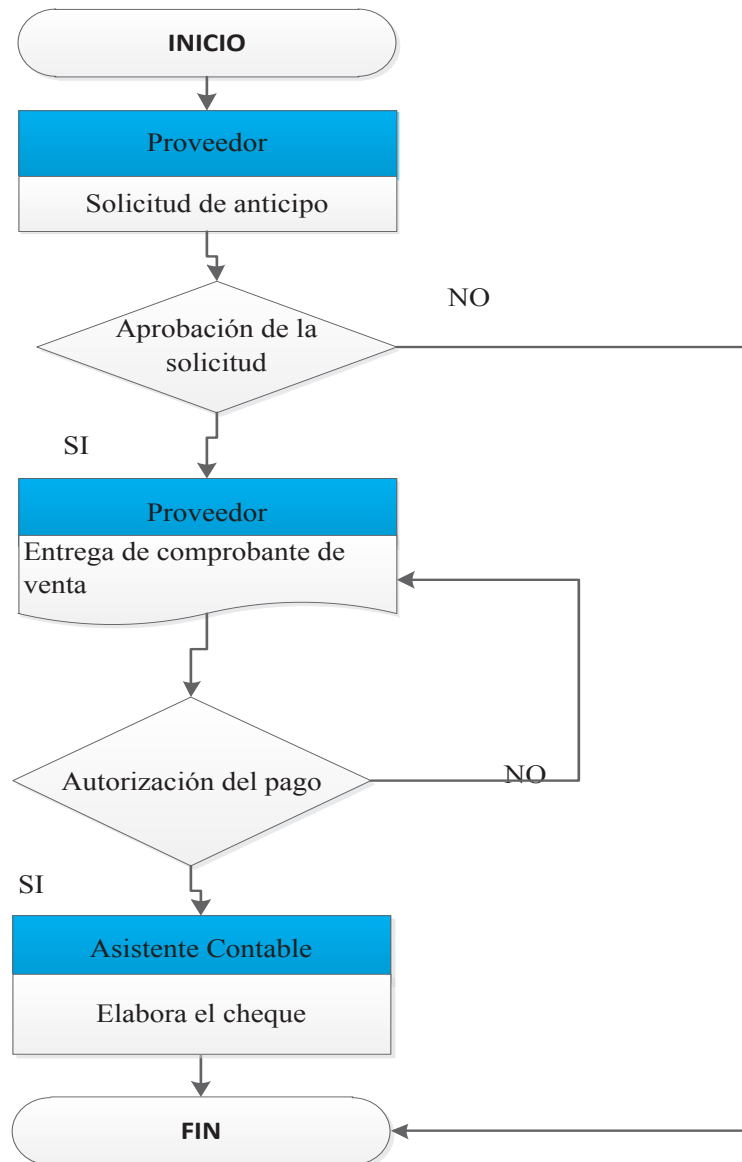 INICIO
Proveedor
Solicitud de anticipo
NO
Aprobación de la
solicitud
SI
Proveedor
Entrega de comprobante de
venta
Autorización del pago
NO
SI
Asistente Contable
Elabora el cheque
FIN